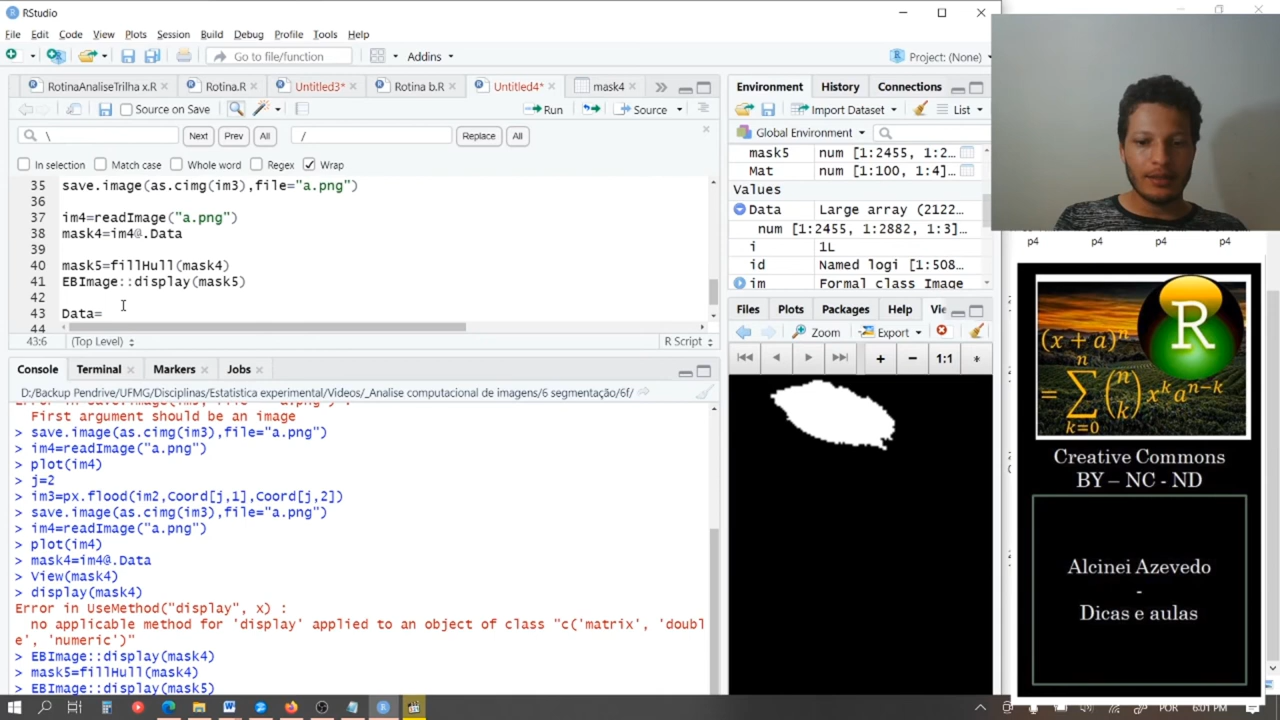 RStudio
File Edit Code View Plots Session Build Debug Profile Tools Help
Go to file/function
Addins
Project: (None)
RotinaAnaliseTrilha x.R
Rotina.R
Untitled3*
Rotina b.R
Untitled4*
mask4
Source on Save
Run
Source
\
Next
Prev
All
/
Replace
All
In selection
Match case
Whole word
Regex
Wrap
35 save.image(as.cimg(im3),file="a.png")
36
37 im4=readImage("a.png")
38 mask4=im4@.Data
39
40 mask5=fillHull(mask4)
41 EBImage::display(mask5)
42
43 Data=
44
43:6 (Top Level) R Script
Console Terminal Markers Jobs
D:/Backup Pendrive/UFMG/Disciplinas/Estatistica experimental/Videos/_Analise computacional de imagens/6 segmentação/6f/
First argument should be an image
> save.image(as.cimg(im3),file="a.png")
> im4=readImage("a.png")
> plot(im4)
> j=2
> im3=px.flood(im2,Coord[j,1],Coord[j,2])
> save.image(as.cimg(im3),file="a.png")
> im4=readImage("a.png")
> plot(im4)
> mask4=im4@.Data
> View(mask4)
> display(mask4)
Error in UseMethod("display", x) :
no applicable method for 'display' applied to an object of class "c('matrix', 'doubl
e', 'numeric')"
> EBImage::display(mask4)
> mask5=fillHull(mask4)
> EBImage::display(mask5)
Environment History Connections
Import Dataset
List
Global Environment
mask5 num [1:2455, 1:2…
Mat num [1:100, 1:4]…
Values
Data Large array (2122…
num [1:2455, 1:2882, 1:3]…
i 1L
id Named logi [1:508…
im Formal class Image
Files Plots Packages Help Vie
Zoom
Export
1:1
p4 p4 p4 p4
R
(x + a)^n
= ∑ (n k) x^k a^{n-k}
n
k=0
Creative Commons
BY – NC - ND
Alcinei Azevedo
-
Dicas e aulas
POR
6:01 PM